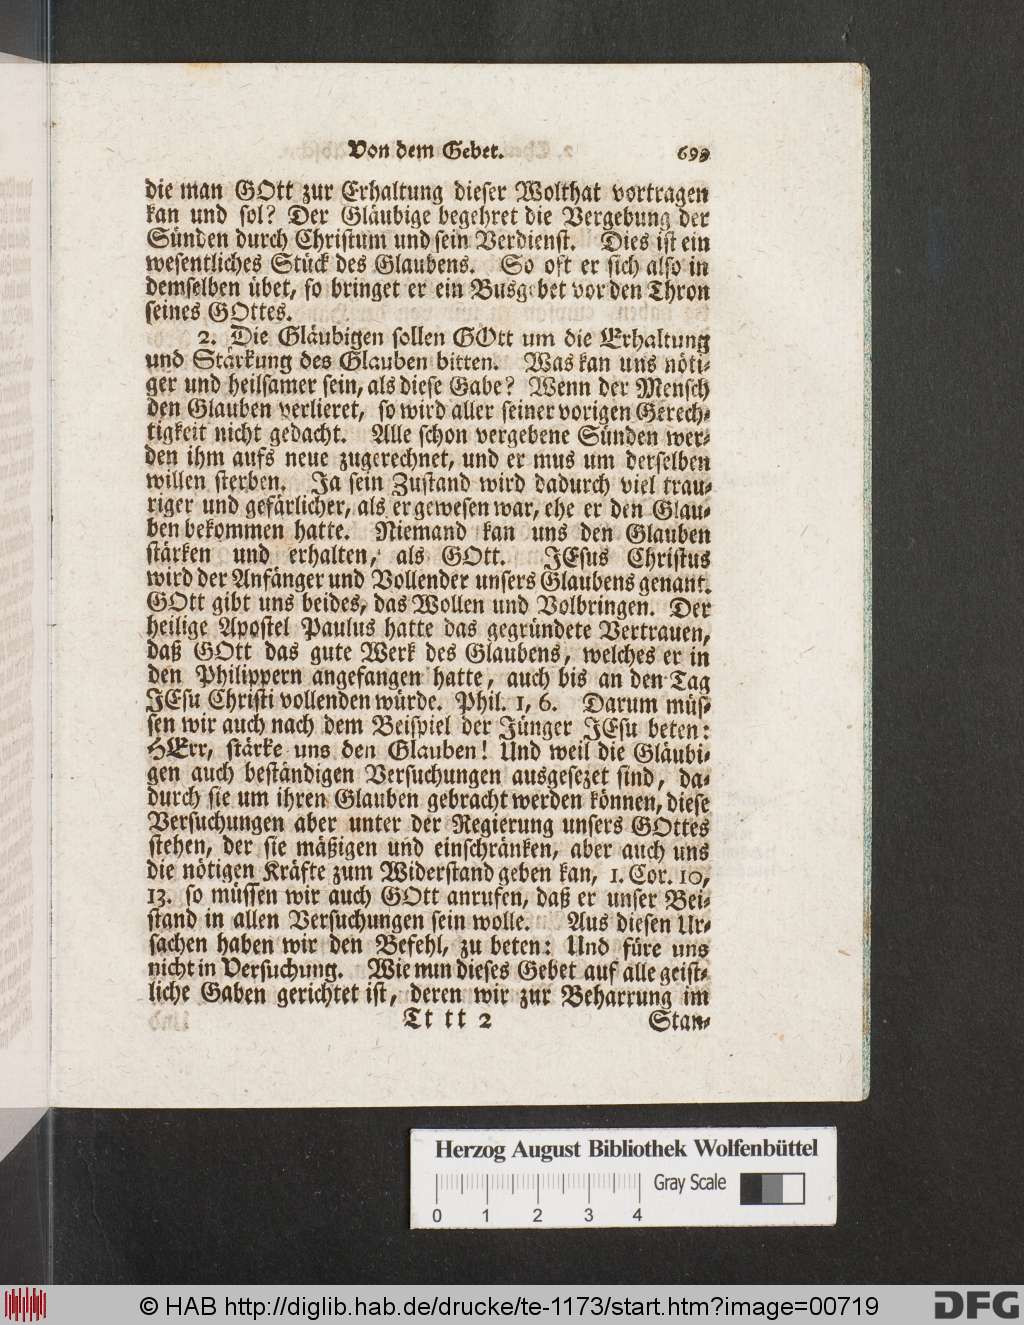 Von dem Gebet. 699
die man GOtt zur Erhaltung dieser Wolthat vortragen
kan und sol? Der Gläubige begehret die Vergebung der
Sünden durch Christum und sein Verdienst. Dies ist ein
wesentliches Stück des Glaubens. So oft er sich also in
demselben übet, so bringet er ein Busgebet vor den Thron
seines GOttes.
2. Die Gläubigen sollen GOtt um die Erhaltung
und Stärkung des Glauben bitten. Was kan uns nöti-
ger und heilsamer sein, als diese Gabe? Wenn der Mensch
den Glauben verlieret, so wird aller seiner vorigen Gerech-
tigkeit nicht gedacht. Alle schon vergebene Sünden wer-
den ihm aufs neue zugerechnet, und er mus um derselben
willen sterben. Ja sein Zustand wird dadurch viel trau-
riger und gefärlicher, als er gewesen war, ehe er den Glau-
ben bekommen hatte. Niemand kan uns den Glauben
stärken und erhalten, als GOtt. JEsus Christus
wird der Anfänger und Vollender unsers Glaubens genant.
GOtt gibt uns beides, das Wollen und Volbringen. Der
heilige Apostel Paulus hatte das gegründete Vertrauen,
daß GOtt das gute Werk des Glaubens, welches er in
den Philippern angefangen hatte, auch bis an den Tag
JEsu Christi vollenden würde. Phil. 1, 6. Darum müs-
sen wir auch nach dem Beispiel der Jünger JEsu beten:
HErr, stärke uns den Glauben! Und weil die Gläubi-
gen auch beständigen Versuchungen ausgesezet sind, da-
durch sie um ihren Glauben gebracht werden können, diese
Versuchungen aber unter der Regierung unsers GOttes
stehen, der sie mäßigen und einschränken, aber auch uns
die nötigen Kräfte zum Widerstand geben kan, 1. Cor. 10,
13. so müssen wir auch GOtt anrufen, daß er unser Bei-
stand in allen Versuchungen sein wolle. Aus diesen Ur-
sachen haben wir den Befehl, zu beten: Und füre uns
nicht in Versuchung. Wie nun dieses Gebet auf alle geist-
liche Gaben gerichtet ist, deren wir zur Beharrung im
Tt tt 2 Stan-
Herzog August Bibliothek Wolfenbüttel
Gray Scale
0 1 2 3 4
© HAB http://diglib.hab.de/drucke/te-1173/start.htm?image=00719
DFG